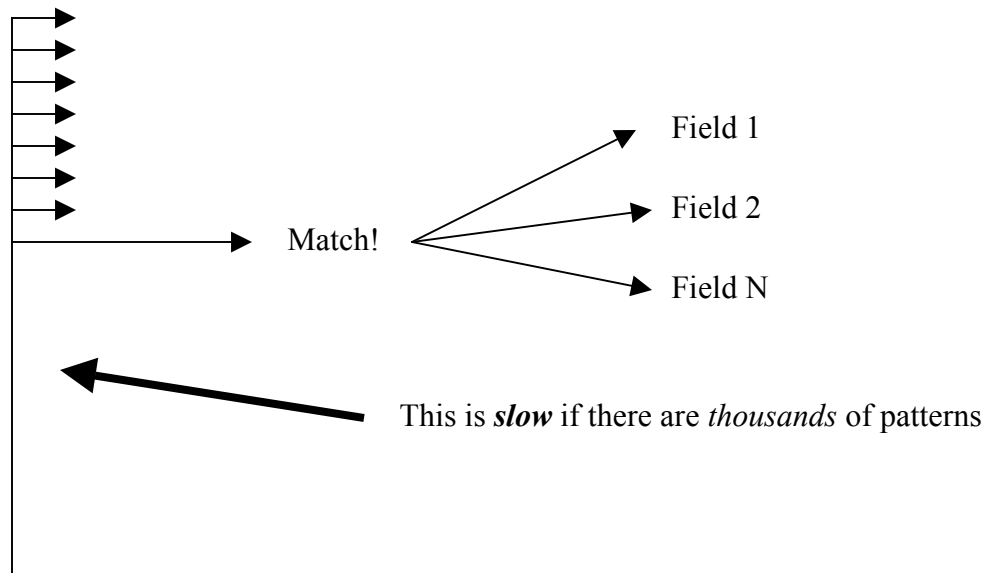 Field 1
Field 2
Match!
Field N
This is slow if there are thousands of patterns